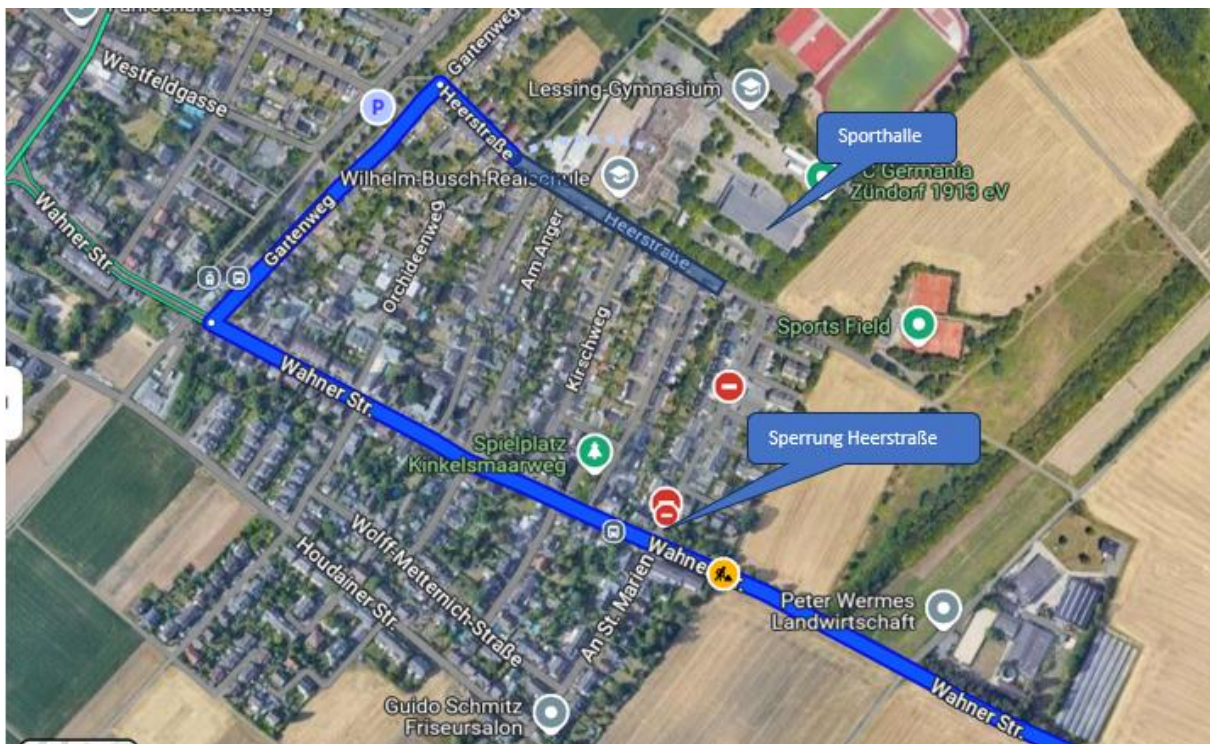 Westfeldgasse
Gartenweg
P
Heerstraße
Lessing-Gymnasium
Sporthalle
Wilhelm-Busch-Realschule
C Germania
Zündorf 1913 eV
Wahner Str.
Gartenweg
Orchideenweg
Am Anger
Heerstraße
Kirschweg
Sports Field
Wahner Str.
Spielplatz
Kinkelsmaarweg
Sperrung Heerstraße
Wolff-Metternich-Straße
Houdainer Str.
An St. Marien
Wahner Str.
Peter Wermes
Landwirtschaft
Wahner Str.
Guido Schmitz
Friseursalon